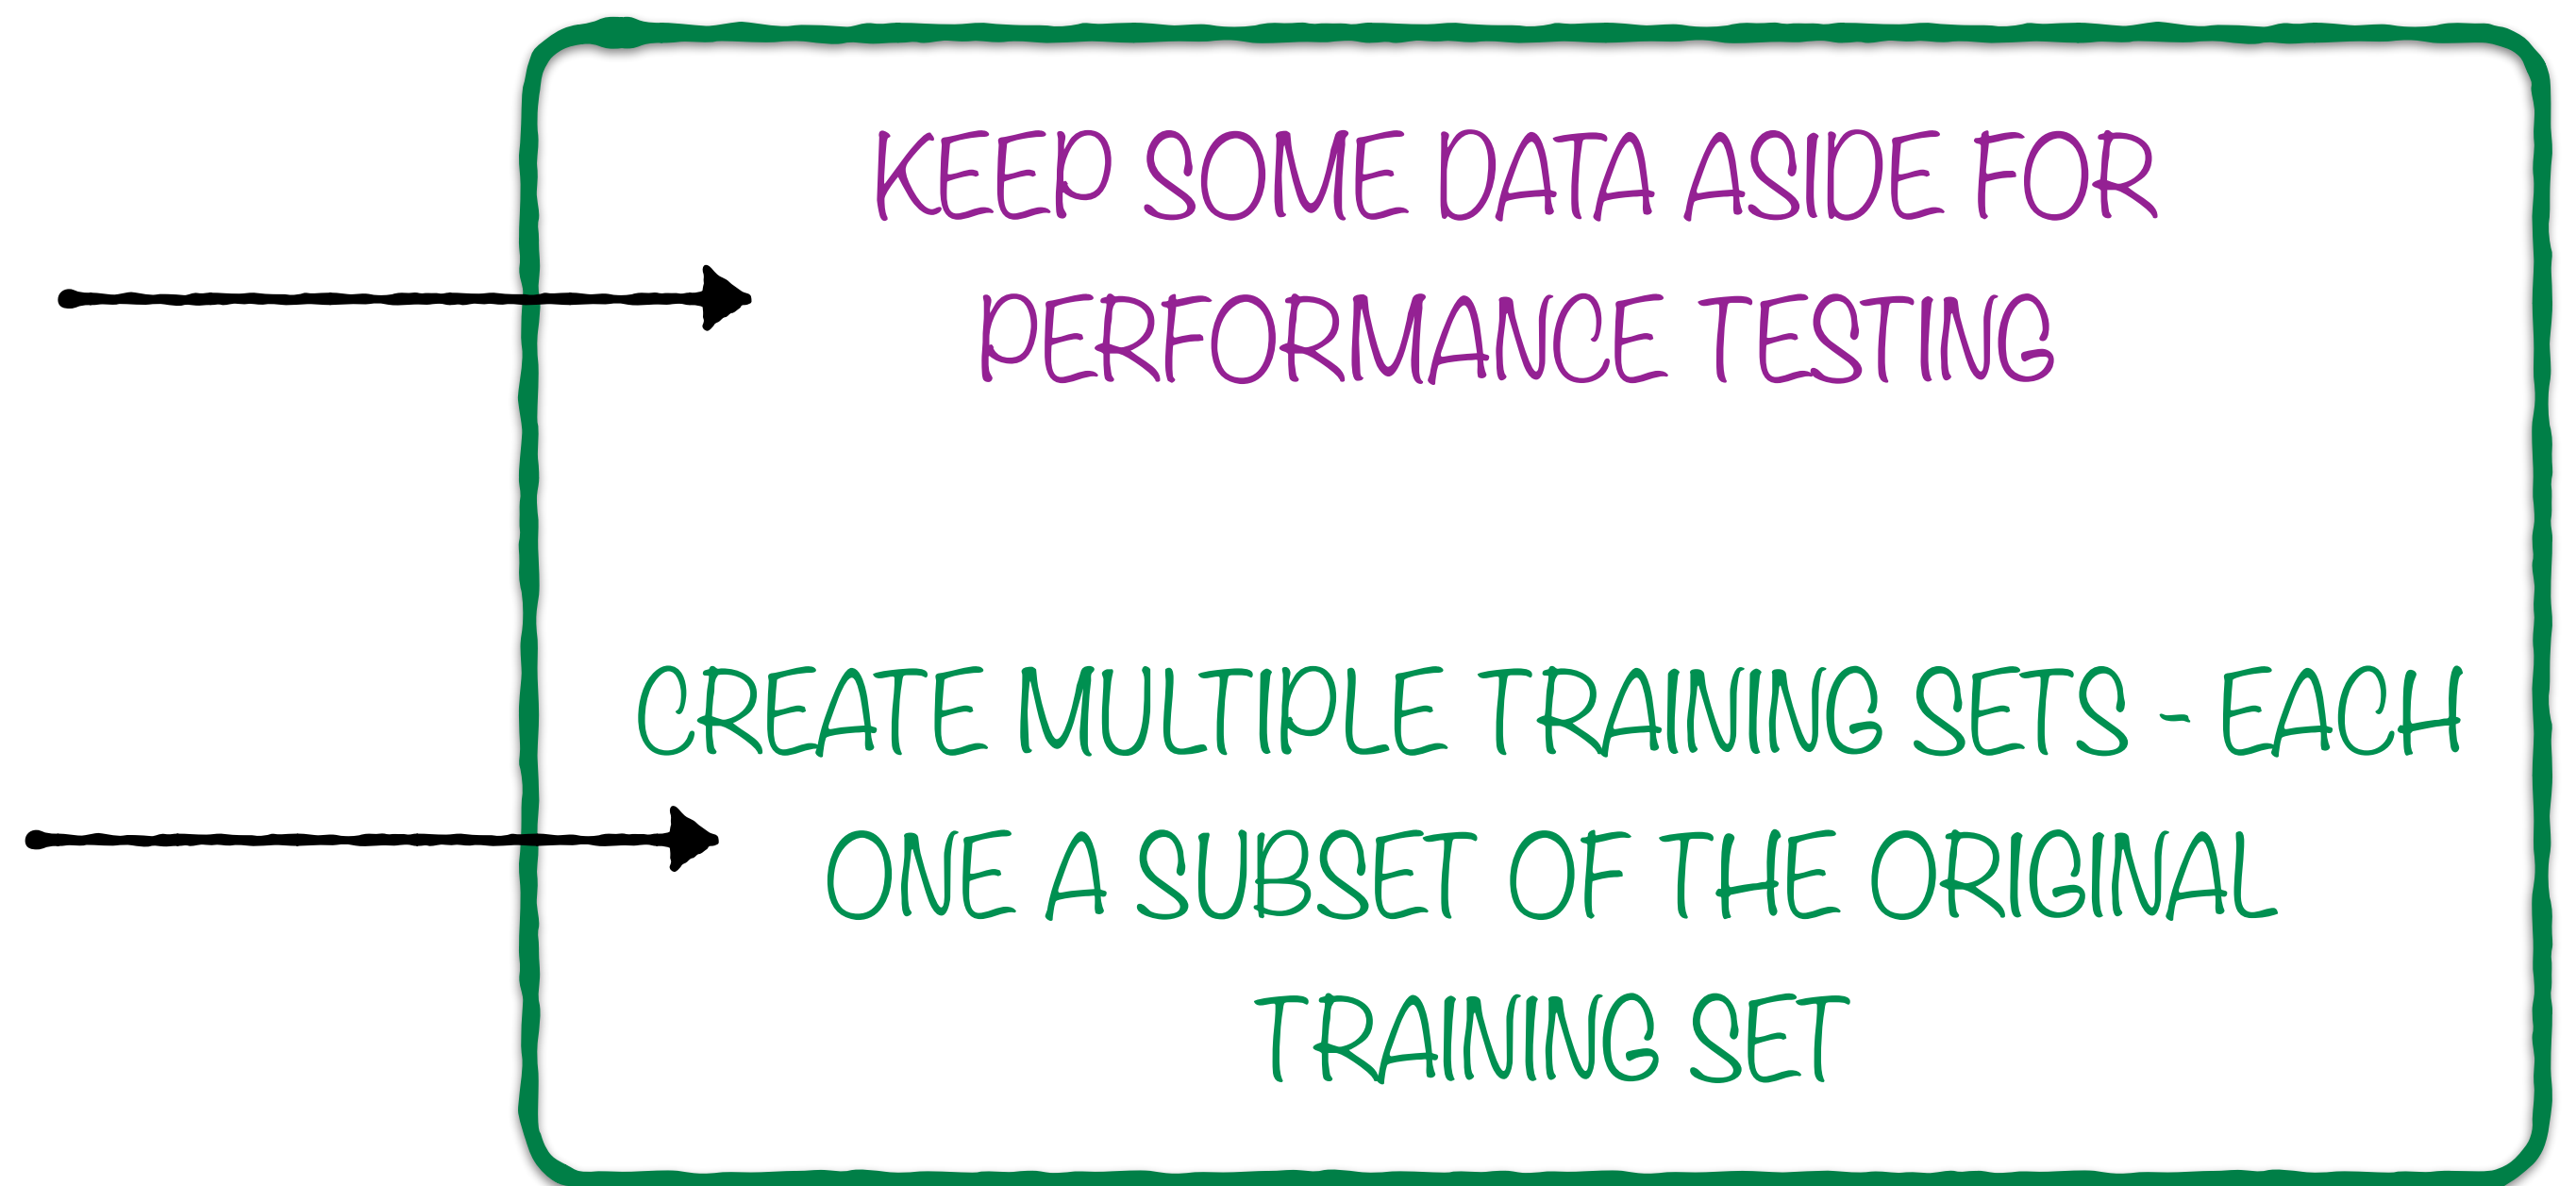 KEEP SOME DATA ASIDE FOR
PERFORMANCE TESTING
CREATE MULTIPLE TRAINING SETS - EACH
ONE A SUBSET OF THE ORIGINAL
TRAINING SET